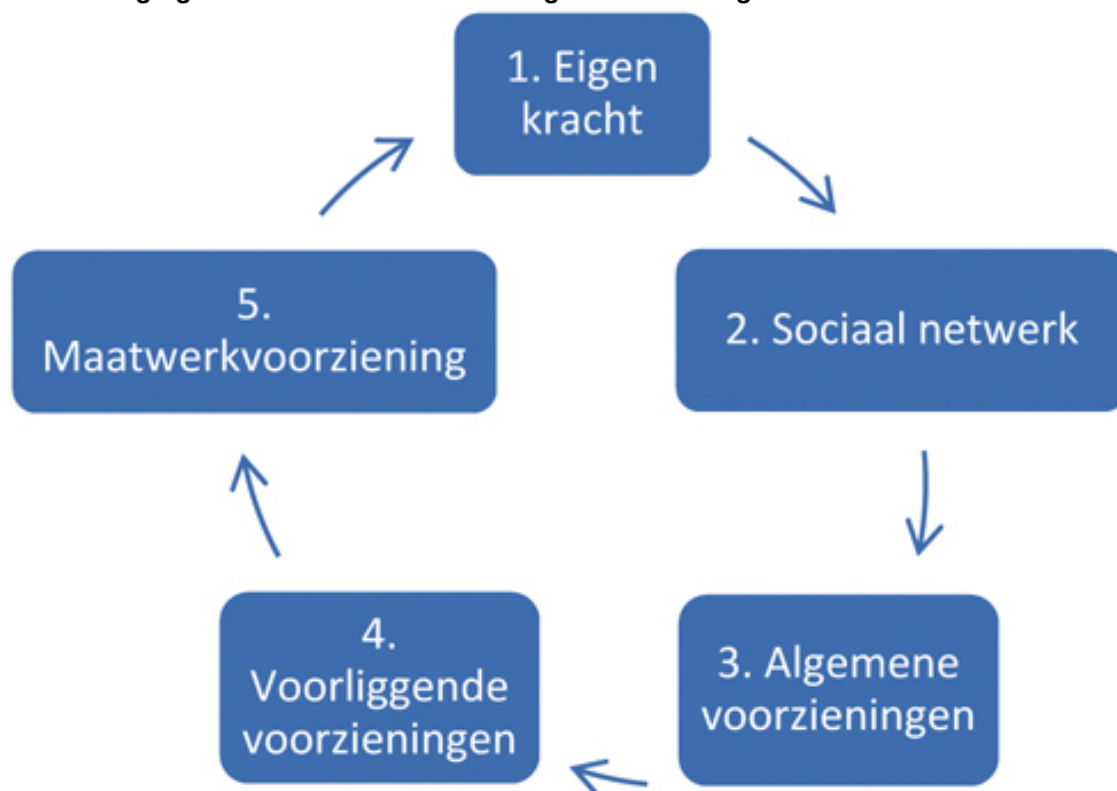 1. Eigen
kracht
2. Sociaal netwerk
3. Algemene
voorzieningen
4.
Voorliggende
voorzieningen
5.
Maatwerkvoorziening